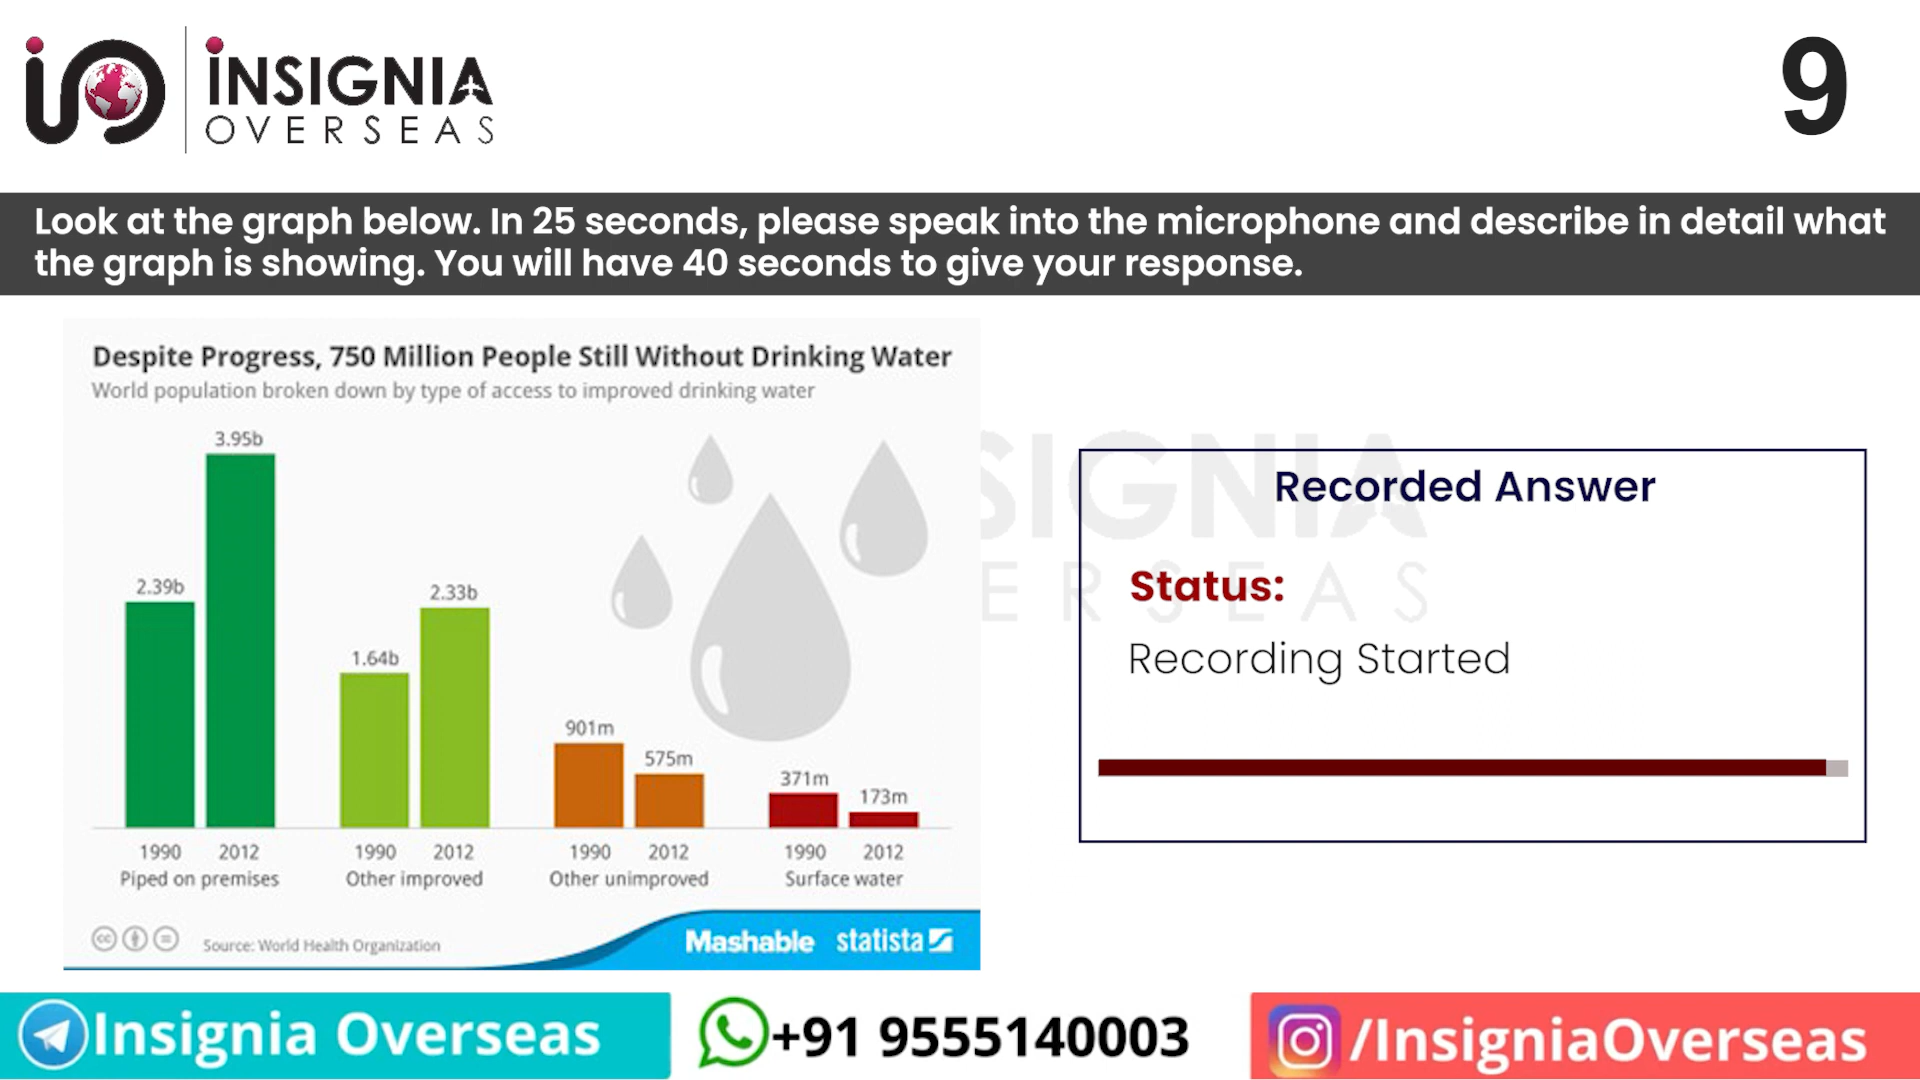 INSIGNIA
OVERSEAS
9
Look at the graph below. In 25 seconds, please speak into the microphone and describe in detail what
the graph is showing. You will have 40 seconds to give your response.
Despite Progress, 750 Million People Still Without Drinking Water
World population broken down by type of access to improved drinking water
2.39b
3.95b
1.64b
2.33b
901m
575m
371m
173m
1990 2012 1990 2012 1990 2012 1990 2012
Piped on premises Other improved Other unimproved Surface water
cc
Source: World Health Organization
Mashable statista
SIGNIA
ERSEAS
Recorded Answer
Status:
Recording Started
Insignia Overseas
+91 9555140003
/InsigniaOverseas